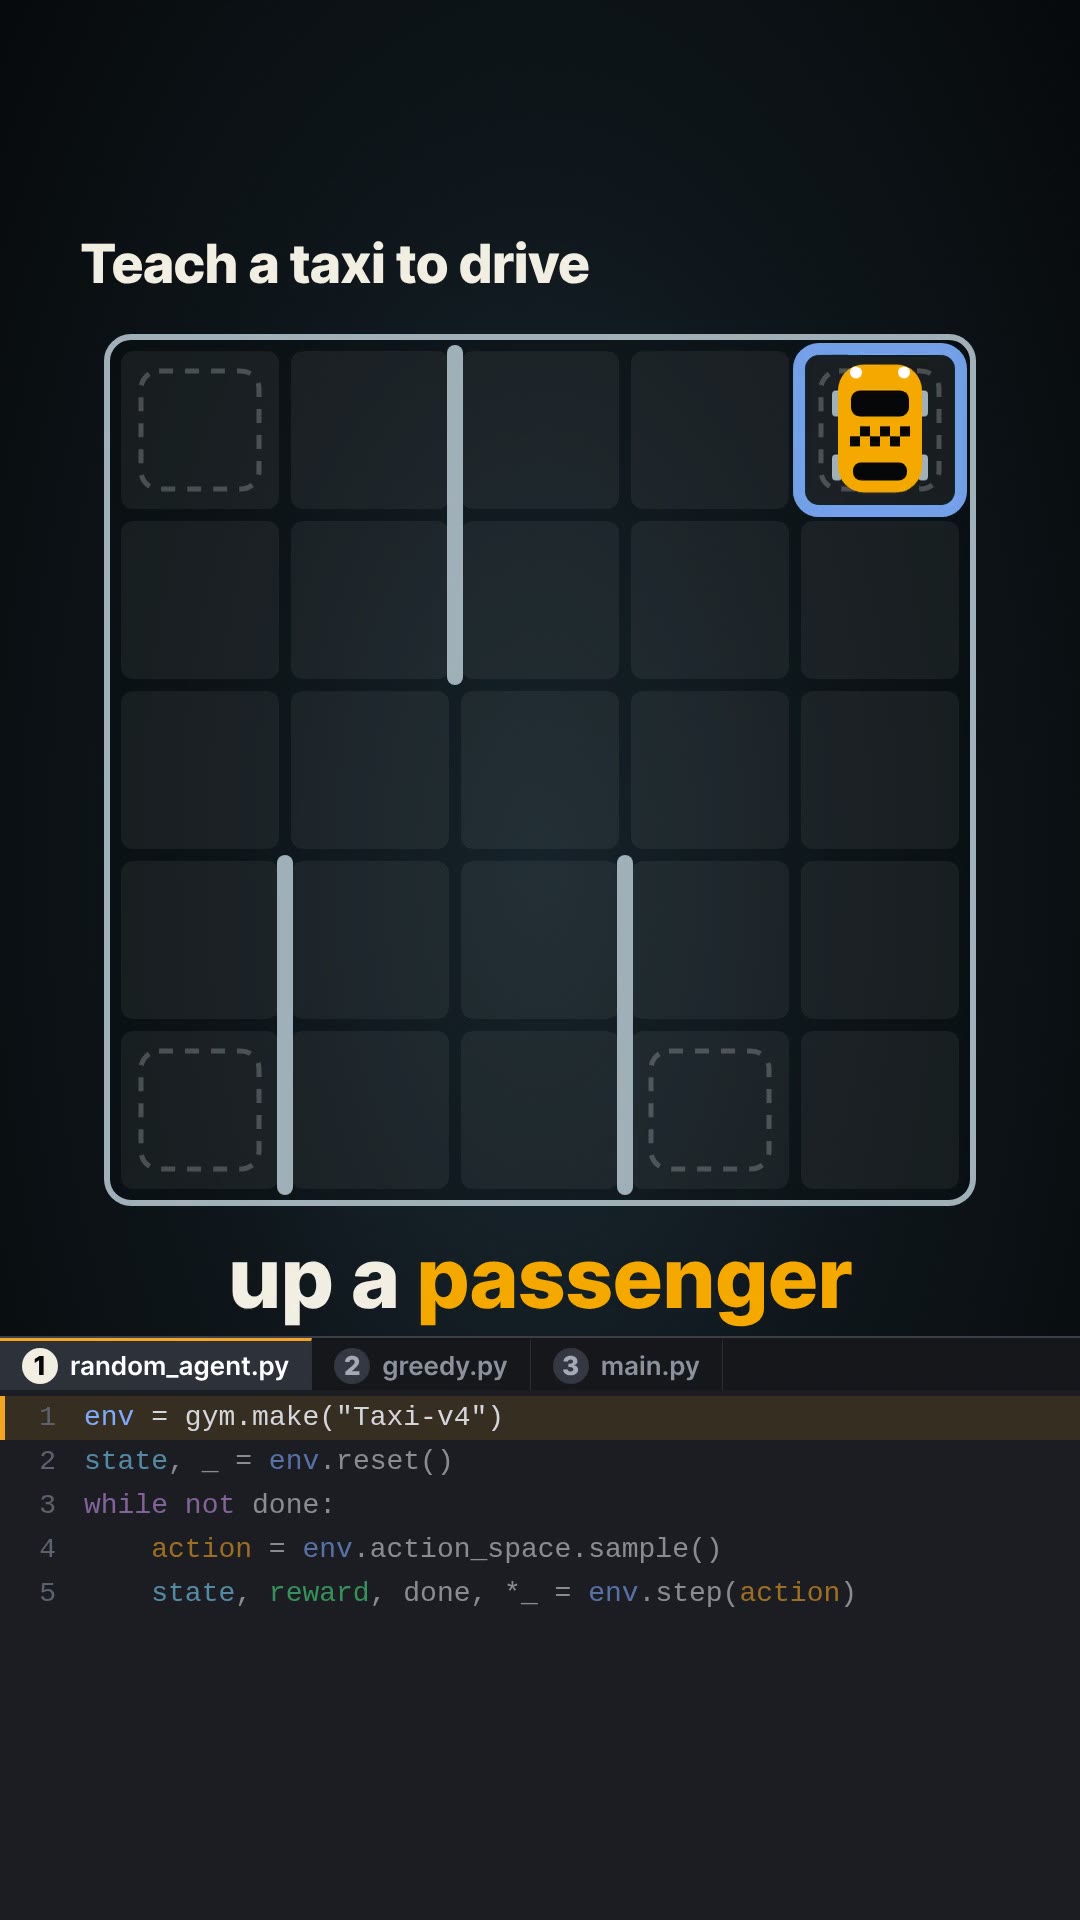 Teach a taxi to drive
up a passenger
1 random_agent.py 2 greedy.py 3 main.py
1 env = gym.make("Taxi-v4")
2 state, _ = env.reset()
3 while not done:
4     action = env.action_space.sample()
5     state, reward, done, *_ = env.step(action)